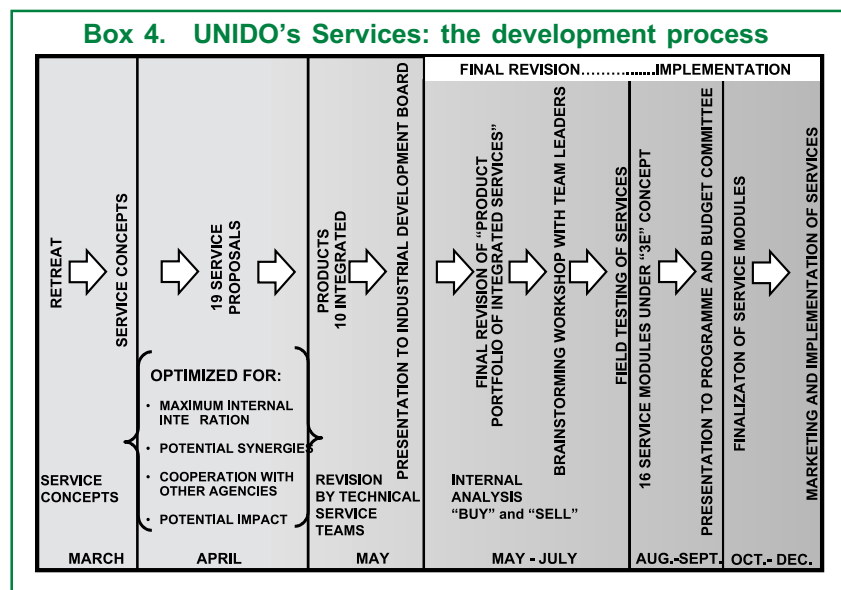 Box 4. UNIDO's Services: the development process
FINAL REVISION................IMPLEMENTATION
RETREAT
SERVICE CONCEPTS
19 SERVICE
PROPOSALS
PRODUCTS
10 INTEGRATED
PRESENTATION TO INDUSTRIAL DEVELOPMENT BOARD
FINAL REVISION OF "PRODUCT
PORTFOLIO OF INTEGRATED SERVICES"
BRAINSTORMING WORKSHOP WITH TEAM LEADERS
FIELD TESTING OF SERVICES
16 SERVICE MODULES UNDER "3E" CONCEPT
PRESENTATION TO PROGRAMME AND BUDGET COMMITTEE
FINALIZATON OF SERVICE MODULES
MARKETING AND IMPLEMENTATION OF SERVICES
OPTIMIZED FOR:
• MAXIMUM INTERNAL
INTE RATION
• POTENTIAL SYNERGIES
• COOPERATION WITH
OTHER AGENCIES
• POTENTIAL IMPACT
SERVICE
CONCEPTS
REVISION
BY TECHNICAL
SERVICE
TEAMS
INTERNAL
ANALYSIS
"BUY" and "SELL"
MARCH
APRIL
MAY
MAY - JULY
AUG.-SEPT.
OCT.- DEC.